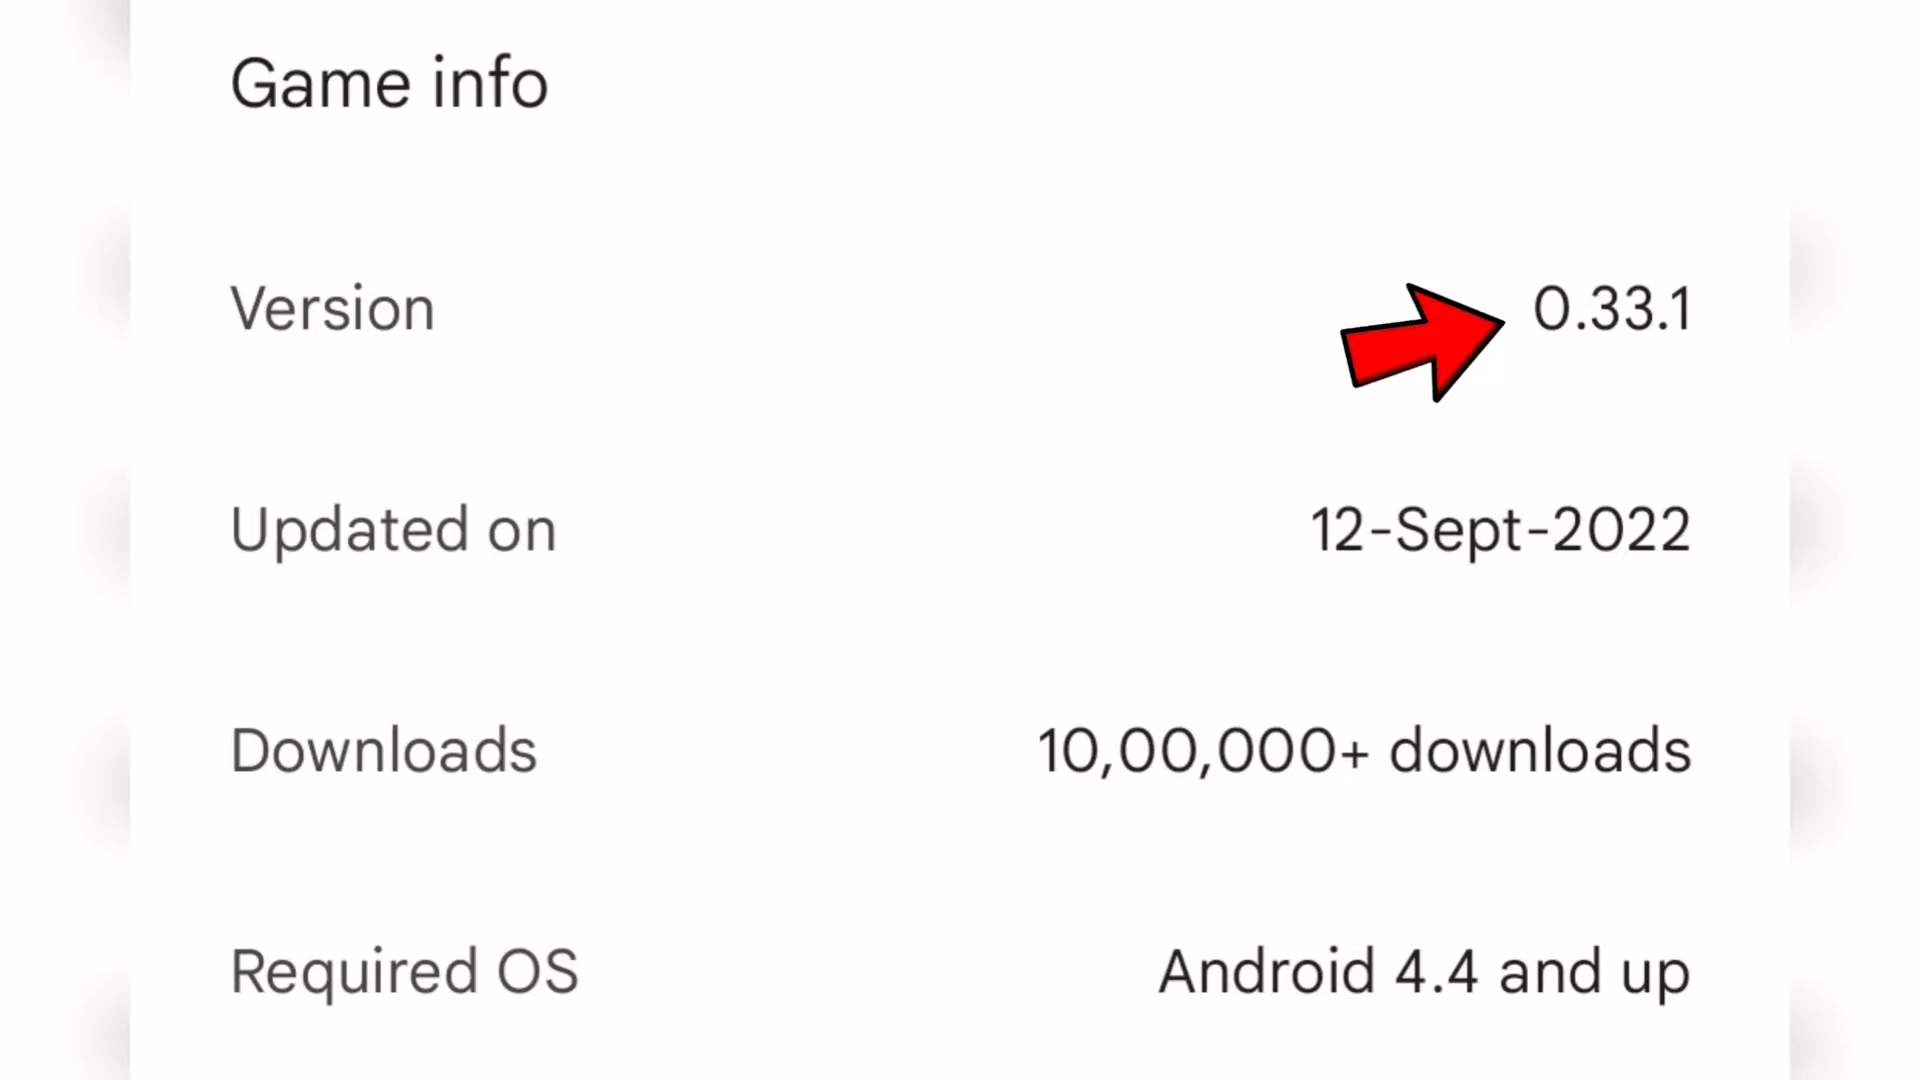 Game info
Version 0.33.1
Updated on 12-Sept-2022
Downloads 10,00,000+ downloads
Required OS Android 4.4 and up